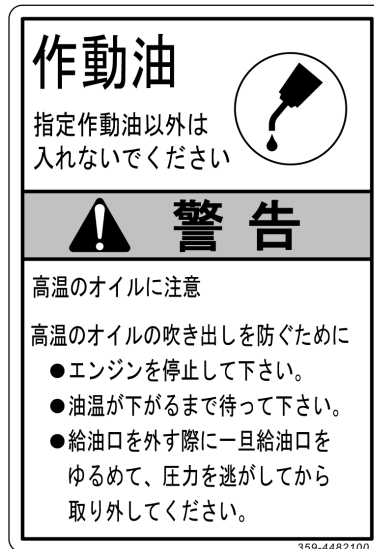 作動油
指定作動油以外は
入れないでください
警告
高温のオイルに注意
高温のオイルの吹き出しを防ぐために
●エンジンを停止して下さい。
●油温が下がるまで待って下さい。
●給油口を外す際に一旦給油口を
ゆるめて、圧力を逃がしてから
取り外してください。
359-4482100